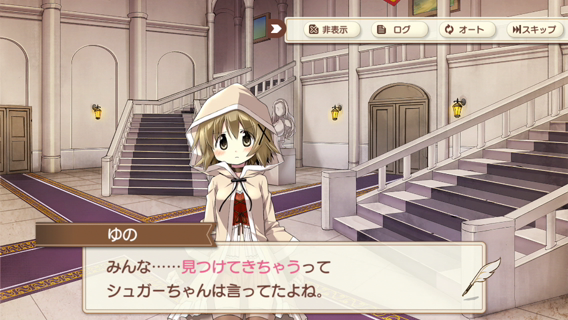 非表示
ログ
オート
スキップ
ゆの
みんな……見つけてきちゃうって
シュガーちゃんは言ってたよね。